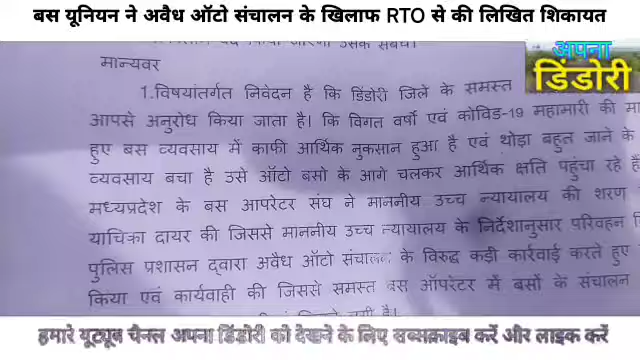 बस यूनियन ने अवैध ऑटो संचालन के खिलाफ RTO से की लिखित शिकायत
अपना
डिंडोरी
मान्यवर
1.विषयांतर्गत निवेदन है कि डिंडोरी जिले के समस्त
आपसे अनुरोध किया जाता है। कि विगत वर्षो एवं कोविड-19 महामारी की
हुए बस व्यवसाय में काफी आर्थिक नुकसान हुआ है एवं थोड़ा बहुत जाने के
व्यवसाय बचा है उसे ऑटो बसो के आगे चलकर आर्थिक क्षति पहुंचा रहे
मध्यप्रदेश के बस आपरेटर संघ ने माननीय उच्च न्यायालय की शरण
याचिका दायर की जिससे माननीय उच्च न्यायालय के निर्देशानुसार परिवहन
पुलिस प्रशासन द्वारा अवैध ऑटो संचालन के विरुद्ध कड़ी कार्रवाई करते हुए
किया एवं कार्यवाही की जिससे समस्त बस ऑपरेटर में बसों के संचालन
हमारे यूट्यूब चैनल अपना डिंडोरी को देखने के लिए सब्सक्राइब करें और लाइक करें